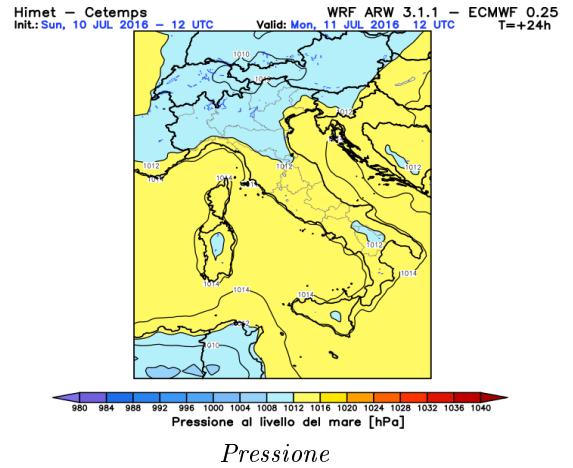 Himet – Cetemps WRF ARW 3.1.1 – ECMWF 0.25
Init.: Sun, 10 JUL 2016 – 12 UTC Valid: Mon, 11 JUL 2016 12 UTC T=+24h
1010
1012
1012
1012
1012
1012
1014
1014
1012
1014
1014
1014
1014
1010
980 984 988 992 996 1000 1004 1008 1012 1016 1020 1024 1028 1032 1036 1040
Pressione al livello del mare [hPa]
Pressione